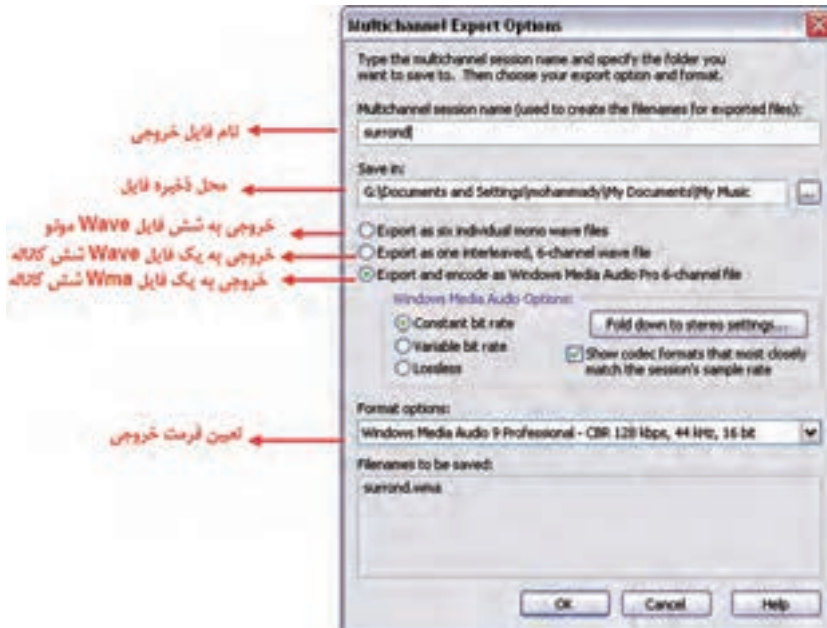 Multichannel Export Options
Type the multichannel session name and specify the folder you
want to save to. Then choose your export option and format.
Multichannel session name (used to create the filenames for exported files):
نام فایل خروجی
surrond
Save in:
محل ذخیره فایل
G:\Documents and Settings\mohammady\My Documents\My Music
...
خروجی به شش فایل Wave مونو
Export as six individual mono wave files
خروجی به یک فایل Wave شش کاناله
Export as one interleaved, 6-channel wave file
خروجی به یک فایل Wma شش کاناله
Export and encode as Windows Media Audio Pro 6-channel file
Windows Media Audio Options:
Constant bit rate
Fold down to stereo settings...
Variable bit rate
Show codec formats that most closely
match the session's sample rate
Lossless
Format options:
تعیین فرمت خروجی
Windows Media Audio 9 Professional - CBR 128 kbps, 44 kHz, 16 bit
Filenames to be saved:
surrond.wma
OK
Cancel
Help